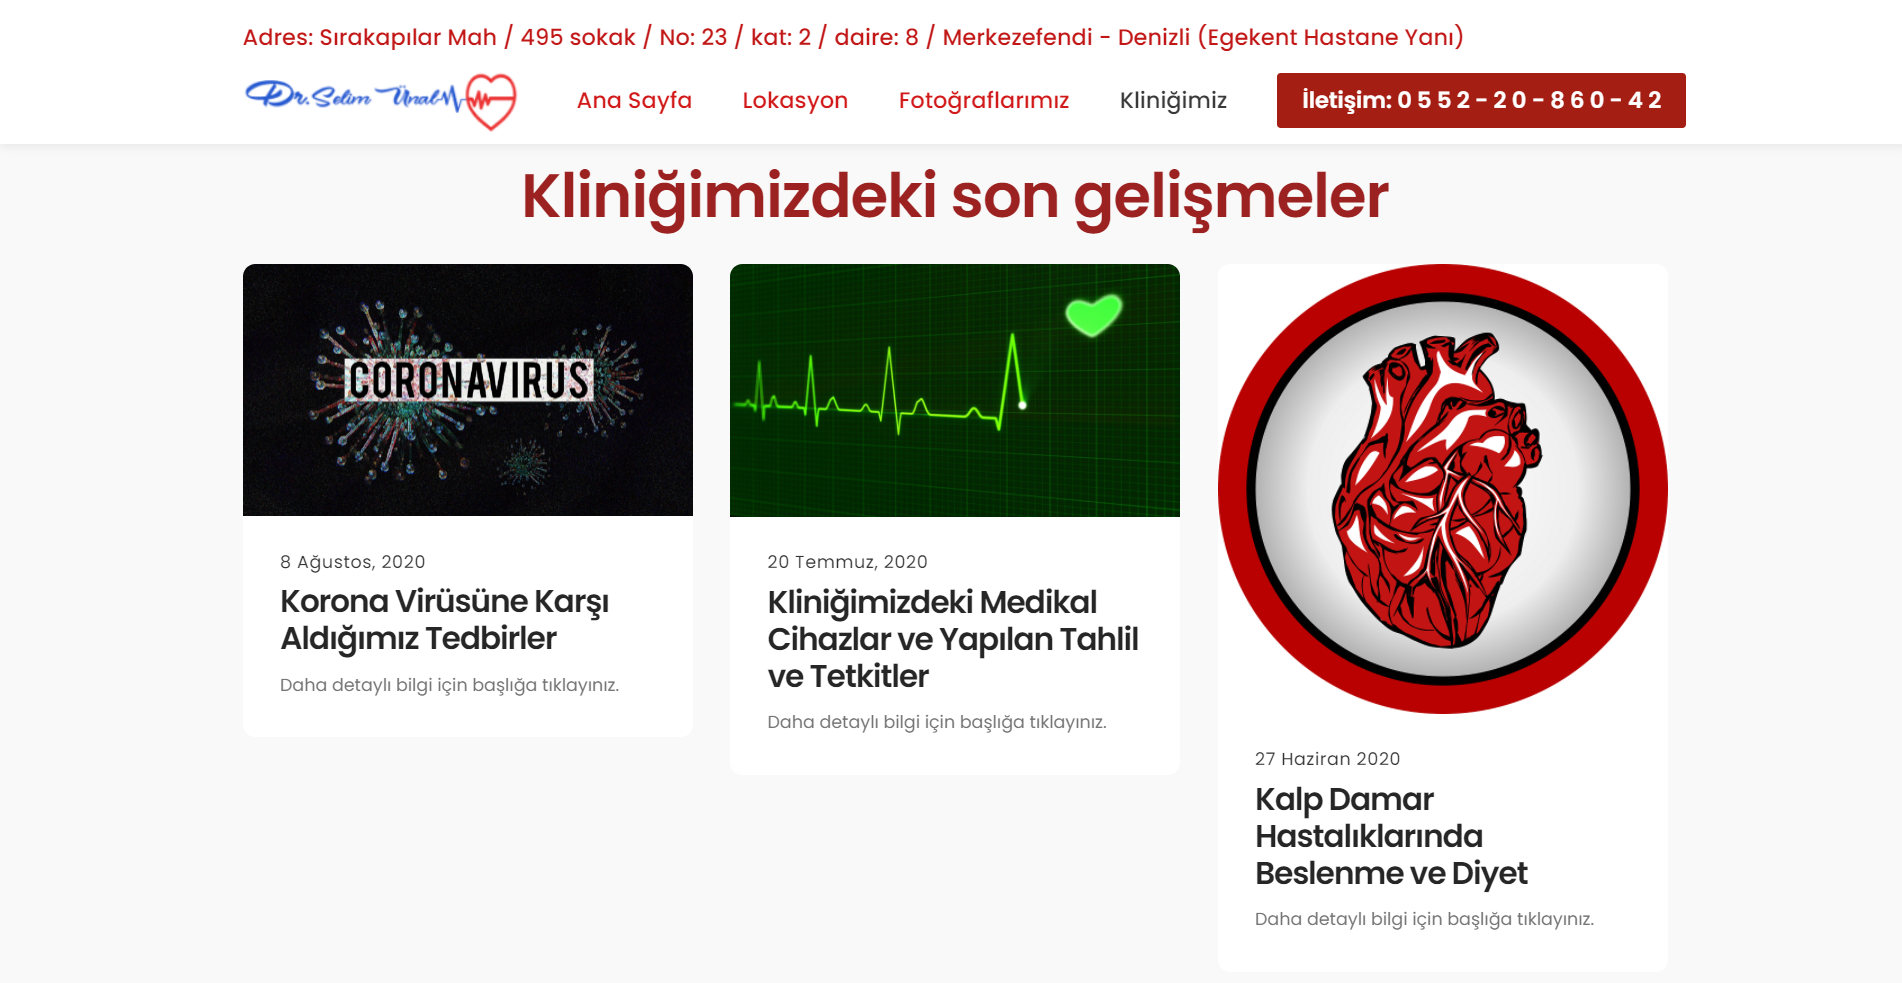 Adres: Sırakapılar Mah / 495 sokak / No: 23 / kat: 2 / daire: 8 / Merkezefendi - Denizli (Egekent Hastane Yanı)
Dr. Selim Ünal
Ana Sayfa
Lokasyon
Fotoğraflarımız
Kliniğimiz
İletişim: 0 5 5 2 - 2 0 - 8 6 0 - 4 2
Kliniğimizdeki son gelişmeler
CORONAVIRUS
8 Ağustos, 2020
Korona Virüsüne Karşı
Aldığımız Tedbirler
Daha detaylı bilgi için başlığa tıklayınız.
20 Temmuz, 2020
Kliniğimizdeki Medikal
Cihazlar ve Yapılan Tahlil
ve Tetkitler
Daha detaylı bilgi için başlığa tıklayınız.
27 Haziran 2020
Kalp Damar
Hastalıklarında
Beslenme ve Diyet
Daha detaylı bilgi için başlığa tıklayınız.